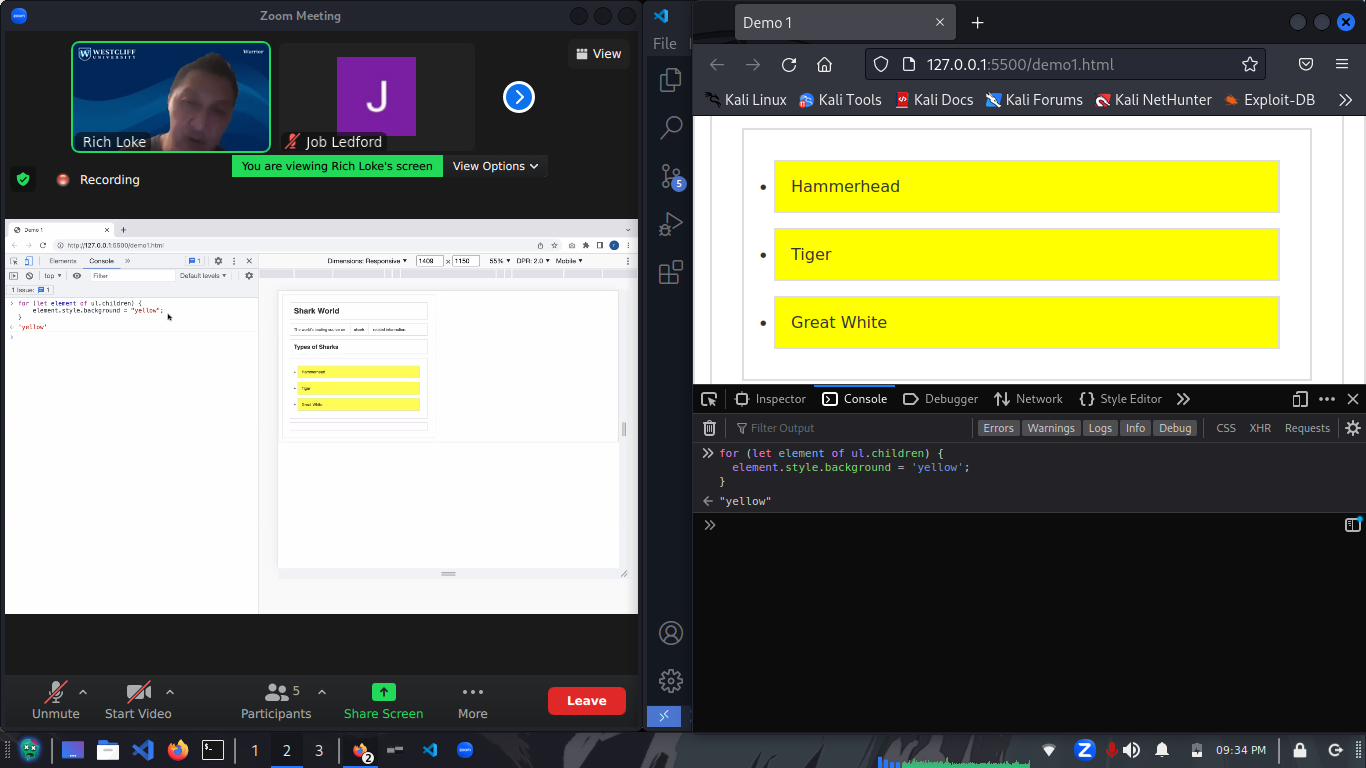 zoom
Zoom Meeting
WESTCLIFF
UNIVERSITY
Warrior
Rich Loke
J
Job Ledford
View
You are viewing Rich Loke's screen
View Options
Recording
Demo 1
http://127.0.0.1:5500/demo1.html
Elements
Console
1
top
Filter
Default levels
1 Issue:
1
for (let element of ul.children) {
element.style.background = "yellow";
}
'yellow'
Dimensions: Responsive
1409
x
1150
55%
DPR: 2.0
Mobile
Shark World
The world's leading source on
shark
related information.
Types of Sharks
Hammerhead
Tiger
Great White
Unmute
Start Video
5
Participants
Share Screen
More
Leave
File
5
Demo 1
127.0.0.1:5500/demo1.html
Kali Linux
Kali Tools
Kali Docs
Kali Forums
Kali NetHunter
Exploit-DB
• Hammerhead
• Tiger
• Great White
Inspector
Console
Debugger
Network
Style Editor
Filter Output
Errors
Warnings
Logs
Info
Debug
CSS
XHR
Requests
for (let element of ul.children) {
element.style.background = 'yellow';
}
"yellow"
1
2
3
2
zoom
Z
09:34 PM